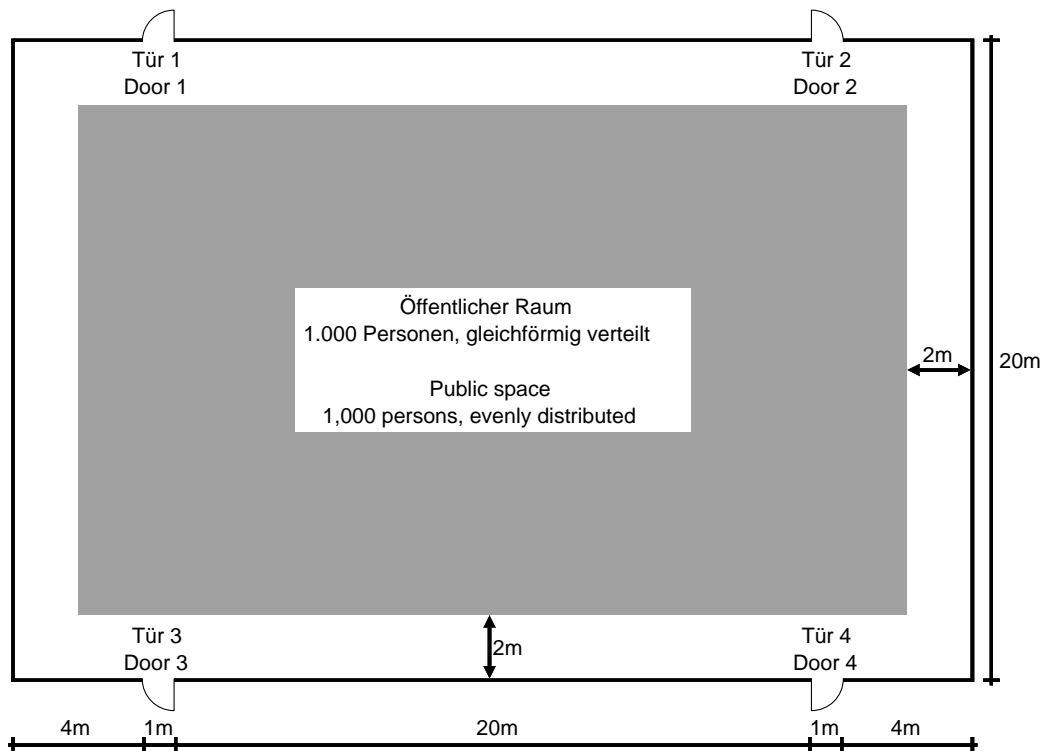 Tür 1
Door 1
Tür 2
Door 2
Öffentlicher Raum
1.000 Personen, gleichförmig verteilt
Public space
1,000 persons, evenly distributed
2m
20m
Tür 3
Door 3
2m
Tür 4
Door 4
4m
1m
20m
1m
4m